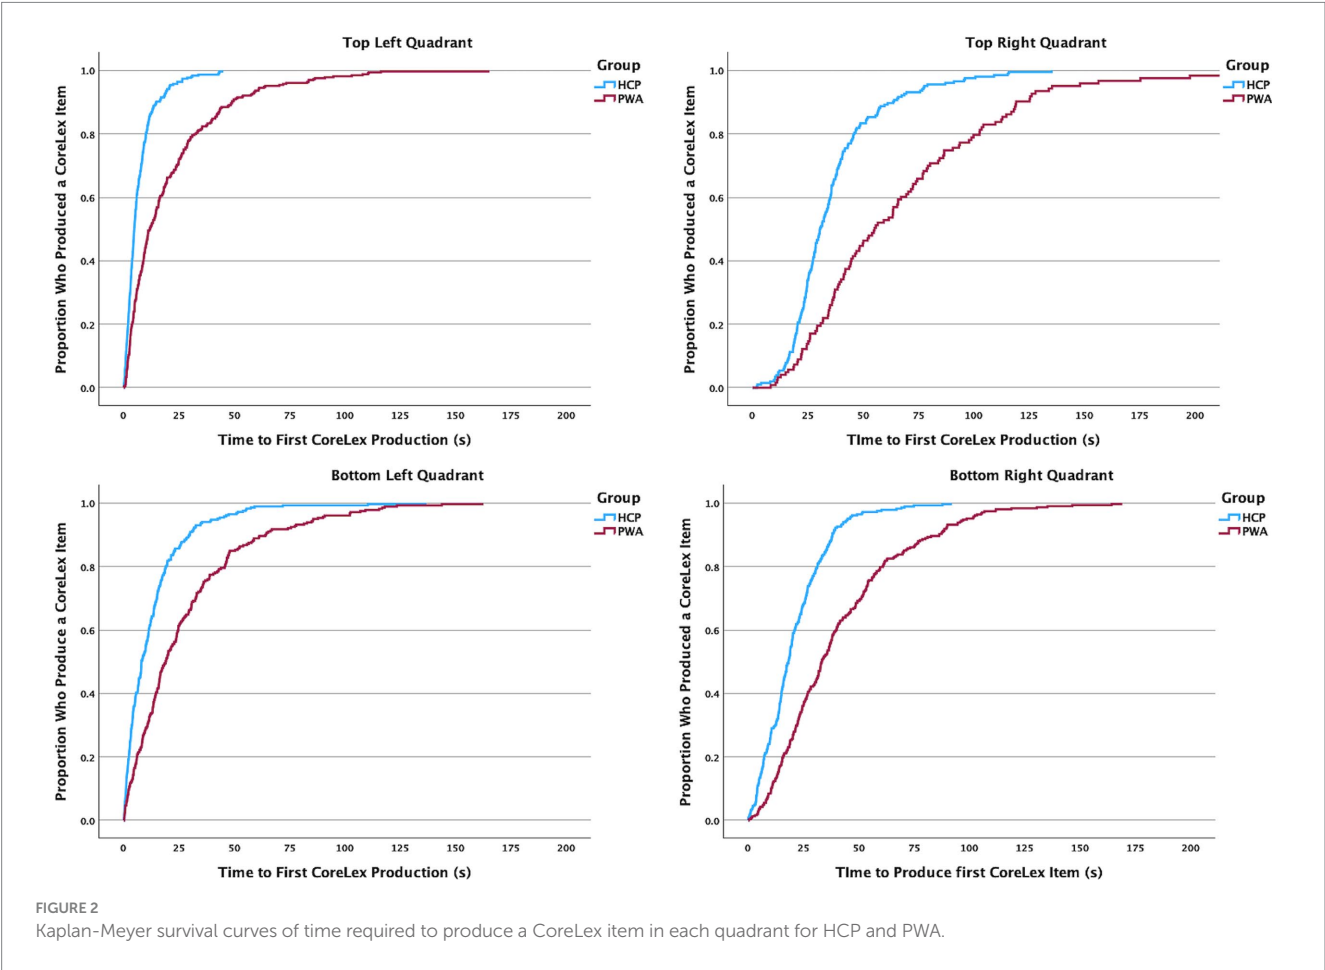 Top Left Quadrant
Proportion Who Produced a CoreLex Item
1.0
0.8
0.6
0.4
0.2
0.0
0 25 50 75 100 125 150 175 200
Time to First CoreLex Production (s)
Group
HCP
PWA
Top Right Quadrant
Proportion Who Produced a CoreLex Item
1.0
0.8
0.6
0.4
0.2
0.0
0 25 50 75 100 125 150 175 200
TIme to First CoreLex Production (s)
Group
HCP
PWA
Bottom Left Quadrant
Proportion Who Produce a CoreLex Item
1.0
0.8
0.6
0.4
0.2
0.0
0 25 50 75 100 125 150 175 200
Time to First CoreLex Production (s)
Group
HCP
PWA
Bottom Right Quadrant
Proportion Who Produced a CoreLex Item
1.0
0.8
0.6
0.4
0.2
0.0
0 25 50 75 100 125 150 175 200
TIme to Produce first CoreLex Item (s)
Group
HCP
PWA
FIGURE 2
Kaplan-Meyer survival curves of time required to produce a CoreLex item in each quadrant for HCP and PWA.